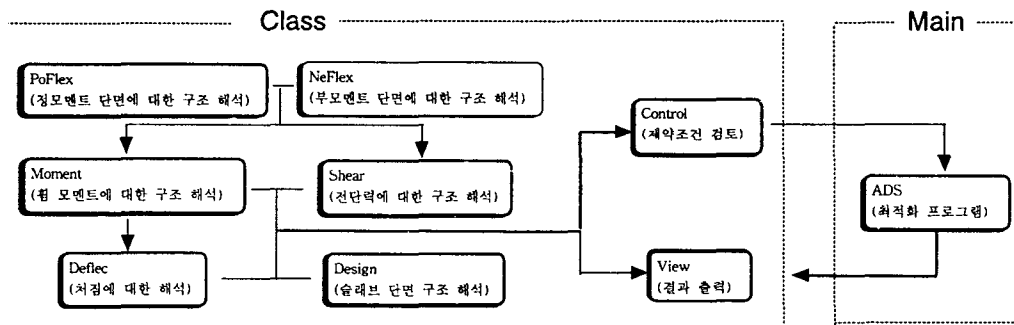 Class
Main
PoFlex
(정모멘트 단면에 대한 구조 해석)
NeFlex
(부모멘트 단면에 대한 구조 해석)
Control
(제약조건 검토)
Moment
(휨 모멘트에 대한 구조 해석)
Shear
(전단력에 대한 구조 해석)
ADS
(최적화 프로그램)
Deflec
(처짐에 대한 해석)
Design
(슬래브 단면 구조 해석)
View
(결과 출력)